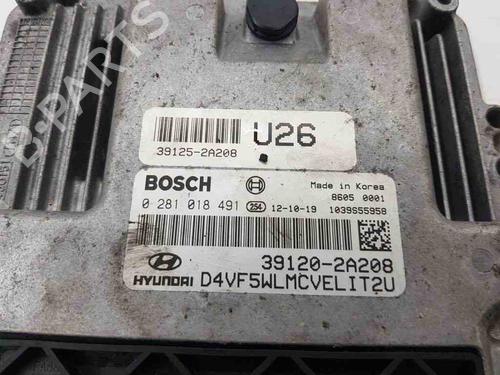 U26
39125-2A208
BOSCH
Made in Korea
8605 0001
0 281 018 491 254 12-10-19 1039S55958
39120-2A208
HYUNDAI D4VF5WLMCVELIT2U
B-PARTS